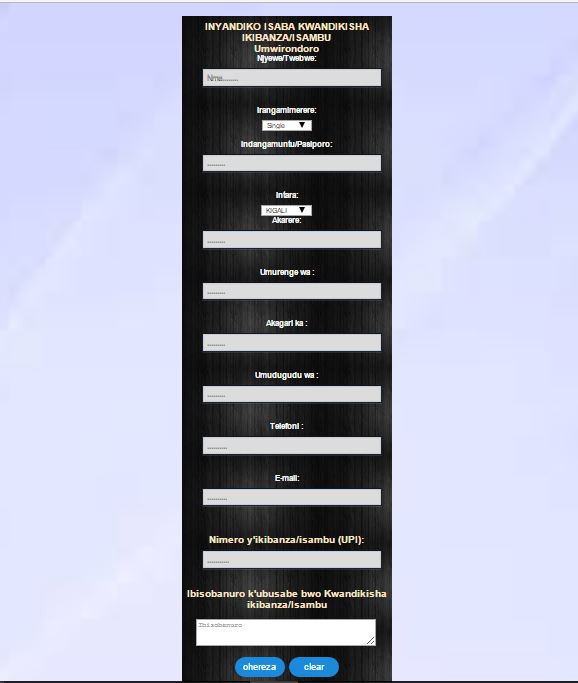 INYANDIKO ISABA KWANDIKISHA
IKIBANZA/ISAMBU
Umwirondoro
Njyewe/Twebwe:
Nma........
Irangamimerere:
Single
Indangamuntu/Pasiporo:
.........
Intara:
KIGALI
Akarere:
.........
Umurenge wa :
.........
Akagari ka :
.........
Umudugudu wa :
.........
Telefoni :
..........
E-mail:
..........
Nimero y'ikibanza/isambu (UPI):
...........
Ibisobanuro k'ubusabe bwo Kwandikisha
ikibanza/Isambu
Ibisobanuro
ohereza clear